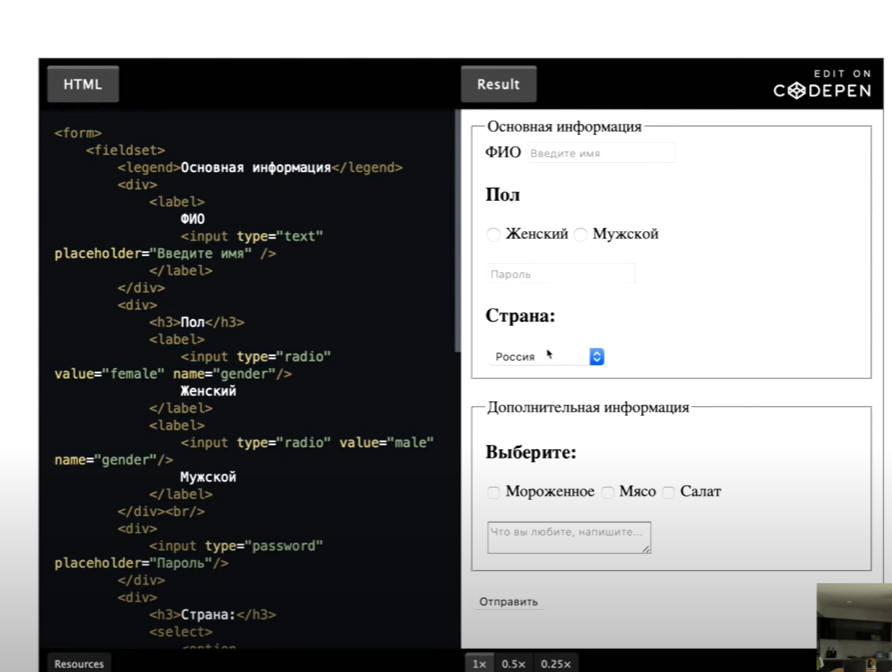 HTML
Result
EDIT ON
CODEPEN
<form>
<fieldset>
<legend>Основная информация</legend>
<div>
<label>
ФИО
<input type="text"
placeholder="Введите имя" />
</label>
</div>
<div>
<h3>Пол</h3>
<label>
<input type="radio"
value="female" name="gender"/>
Женский
</label>
<label>
<input type="radio" value="male"
name="gender"/>
Мужской
</label>
</div><br/>
<div>
<input type="password"
placeholder="Пароль"/>
</div>
<div>
<h3>Страна:</h3>
<select>
<option
Resources
Основная информация
ФИО Введите имя
Пол
Женский Мужской
Пароль
Страна:
Россия
Дополнительная информация
Выберите:
Мороженное Мясо Салат
Что вы любите, напишите...
Отправить
1x 0.5x 0.25x